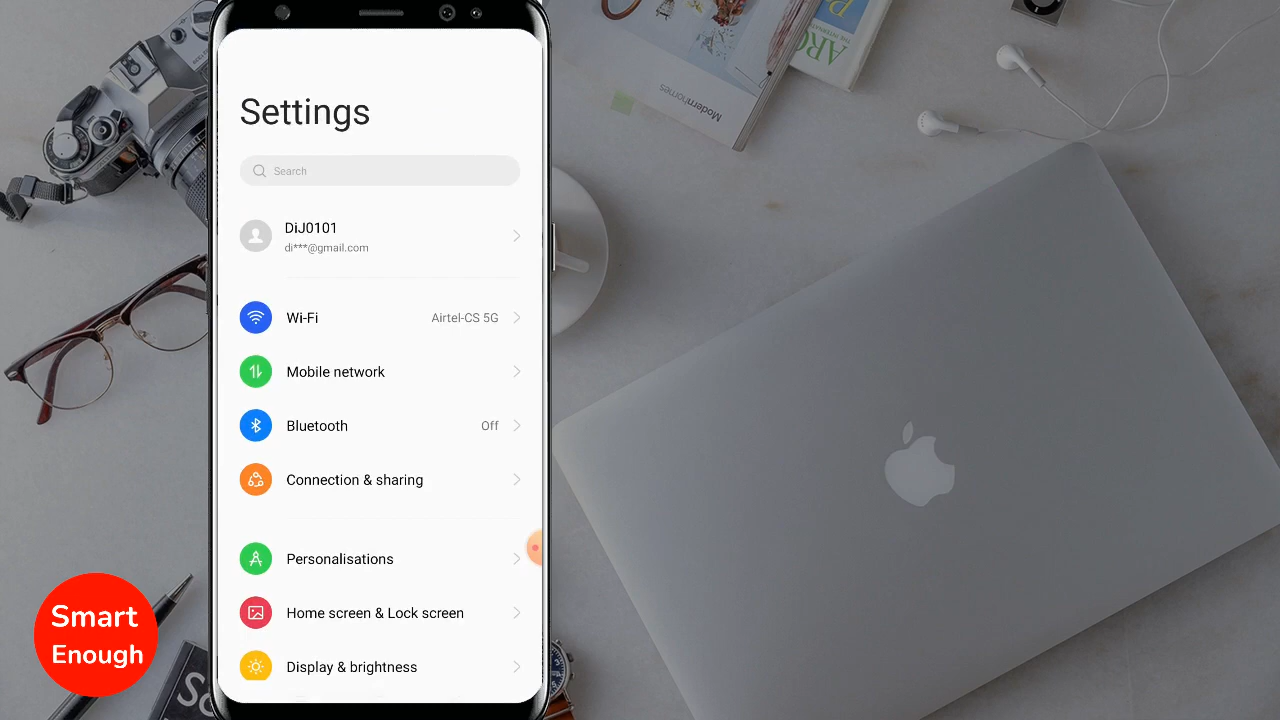 Settings
Search
DiJ0101
di***@gmail.com
Wi-Fi Airtel-CS 5G
Mobile network
Bluetooth Off
Connection & sharing
Personalisations
Home screen & Lock screen
Display & brightness
Smart
Enough
Modernhomes